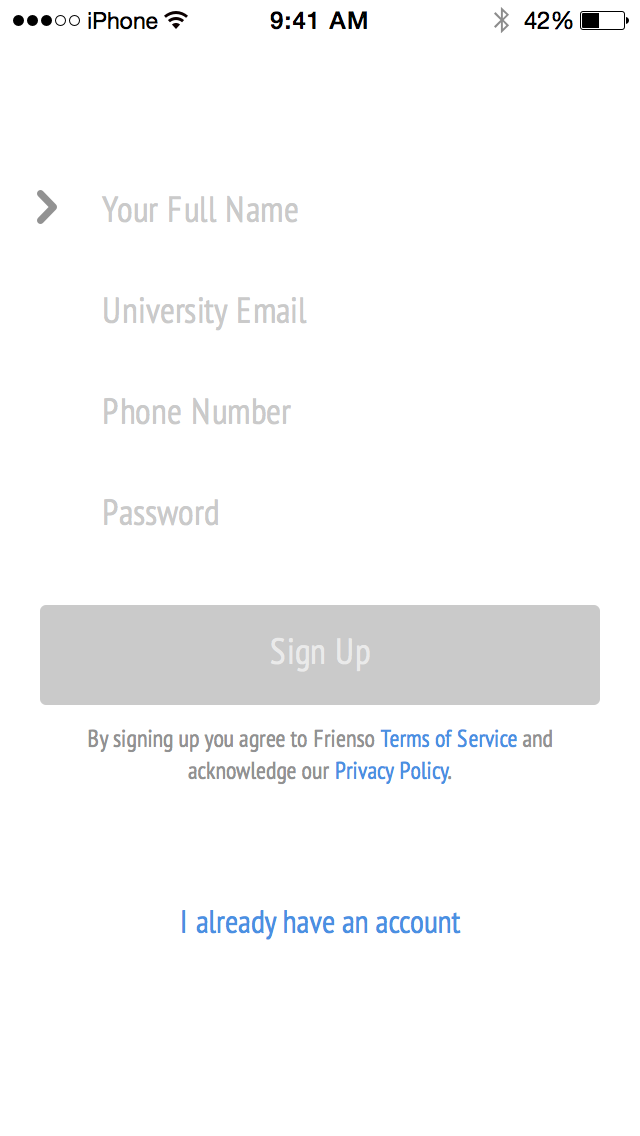 iPhone 9:41 AM 42%
Your Full Name
University Email
Phone Number
Password
Sign Up
By signing up you agree to Frienso Terms of Service and
acknowledge our Privacy Policy.
I already have an account